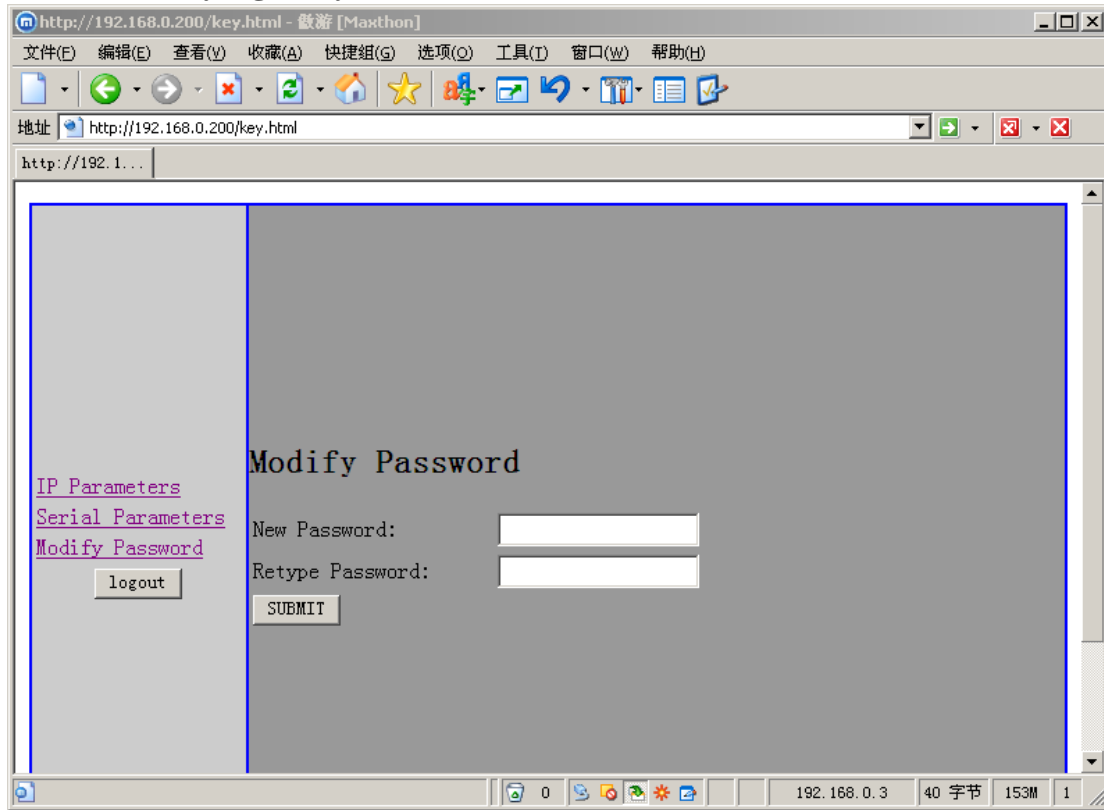 http://192.168.0.200/key.html - 傲游 [Maxthon]
文件(F) 编辑(E) 查看(V) 收藏(A) 快捷组(G) 选项(O) 工具(T) 窗口(W) 帮助(H)
地址 http://192.168.0.200/key.html
http://192.1...
Modify Password
IP Parameters
Serial Parameters
Modify Password
logout
New Password:
Retype Password:
SUBMIT
0 192.168.0.3 40 字节 153M 1